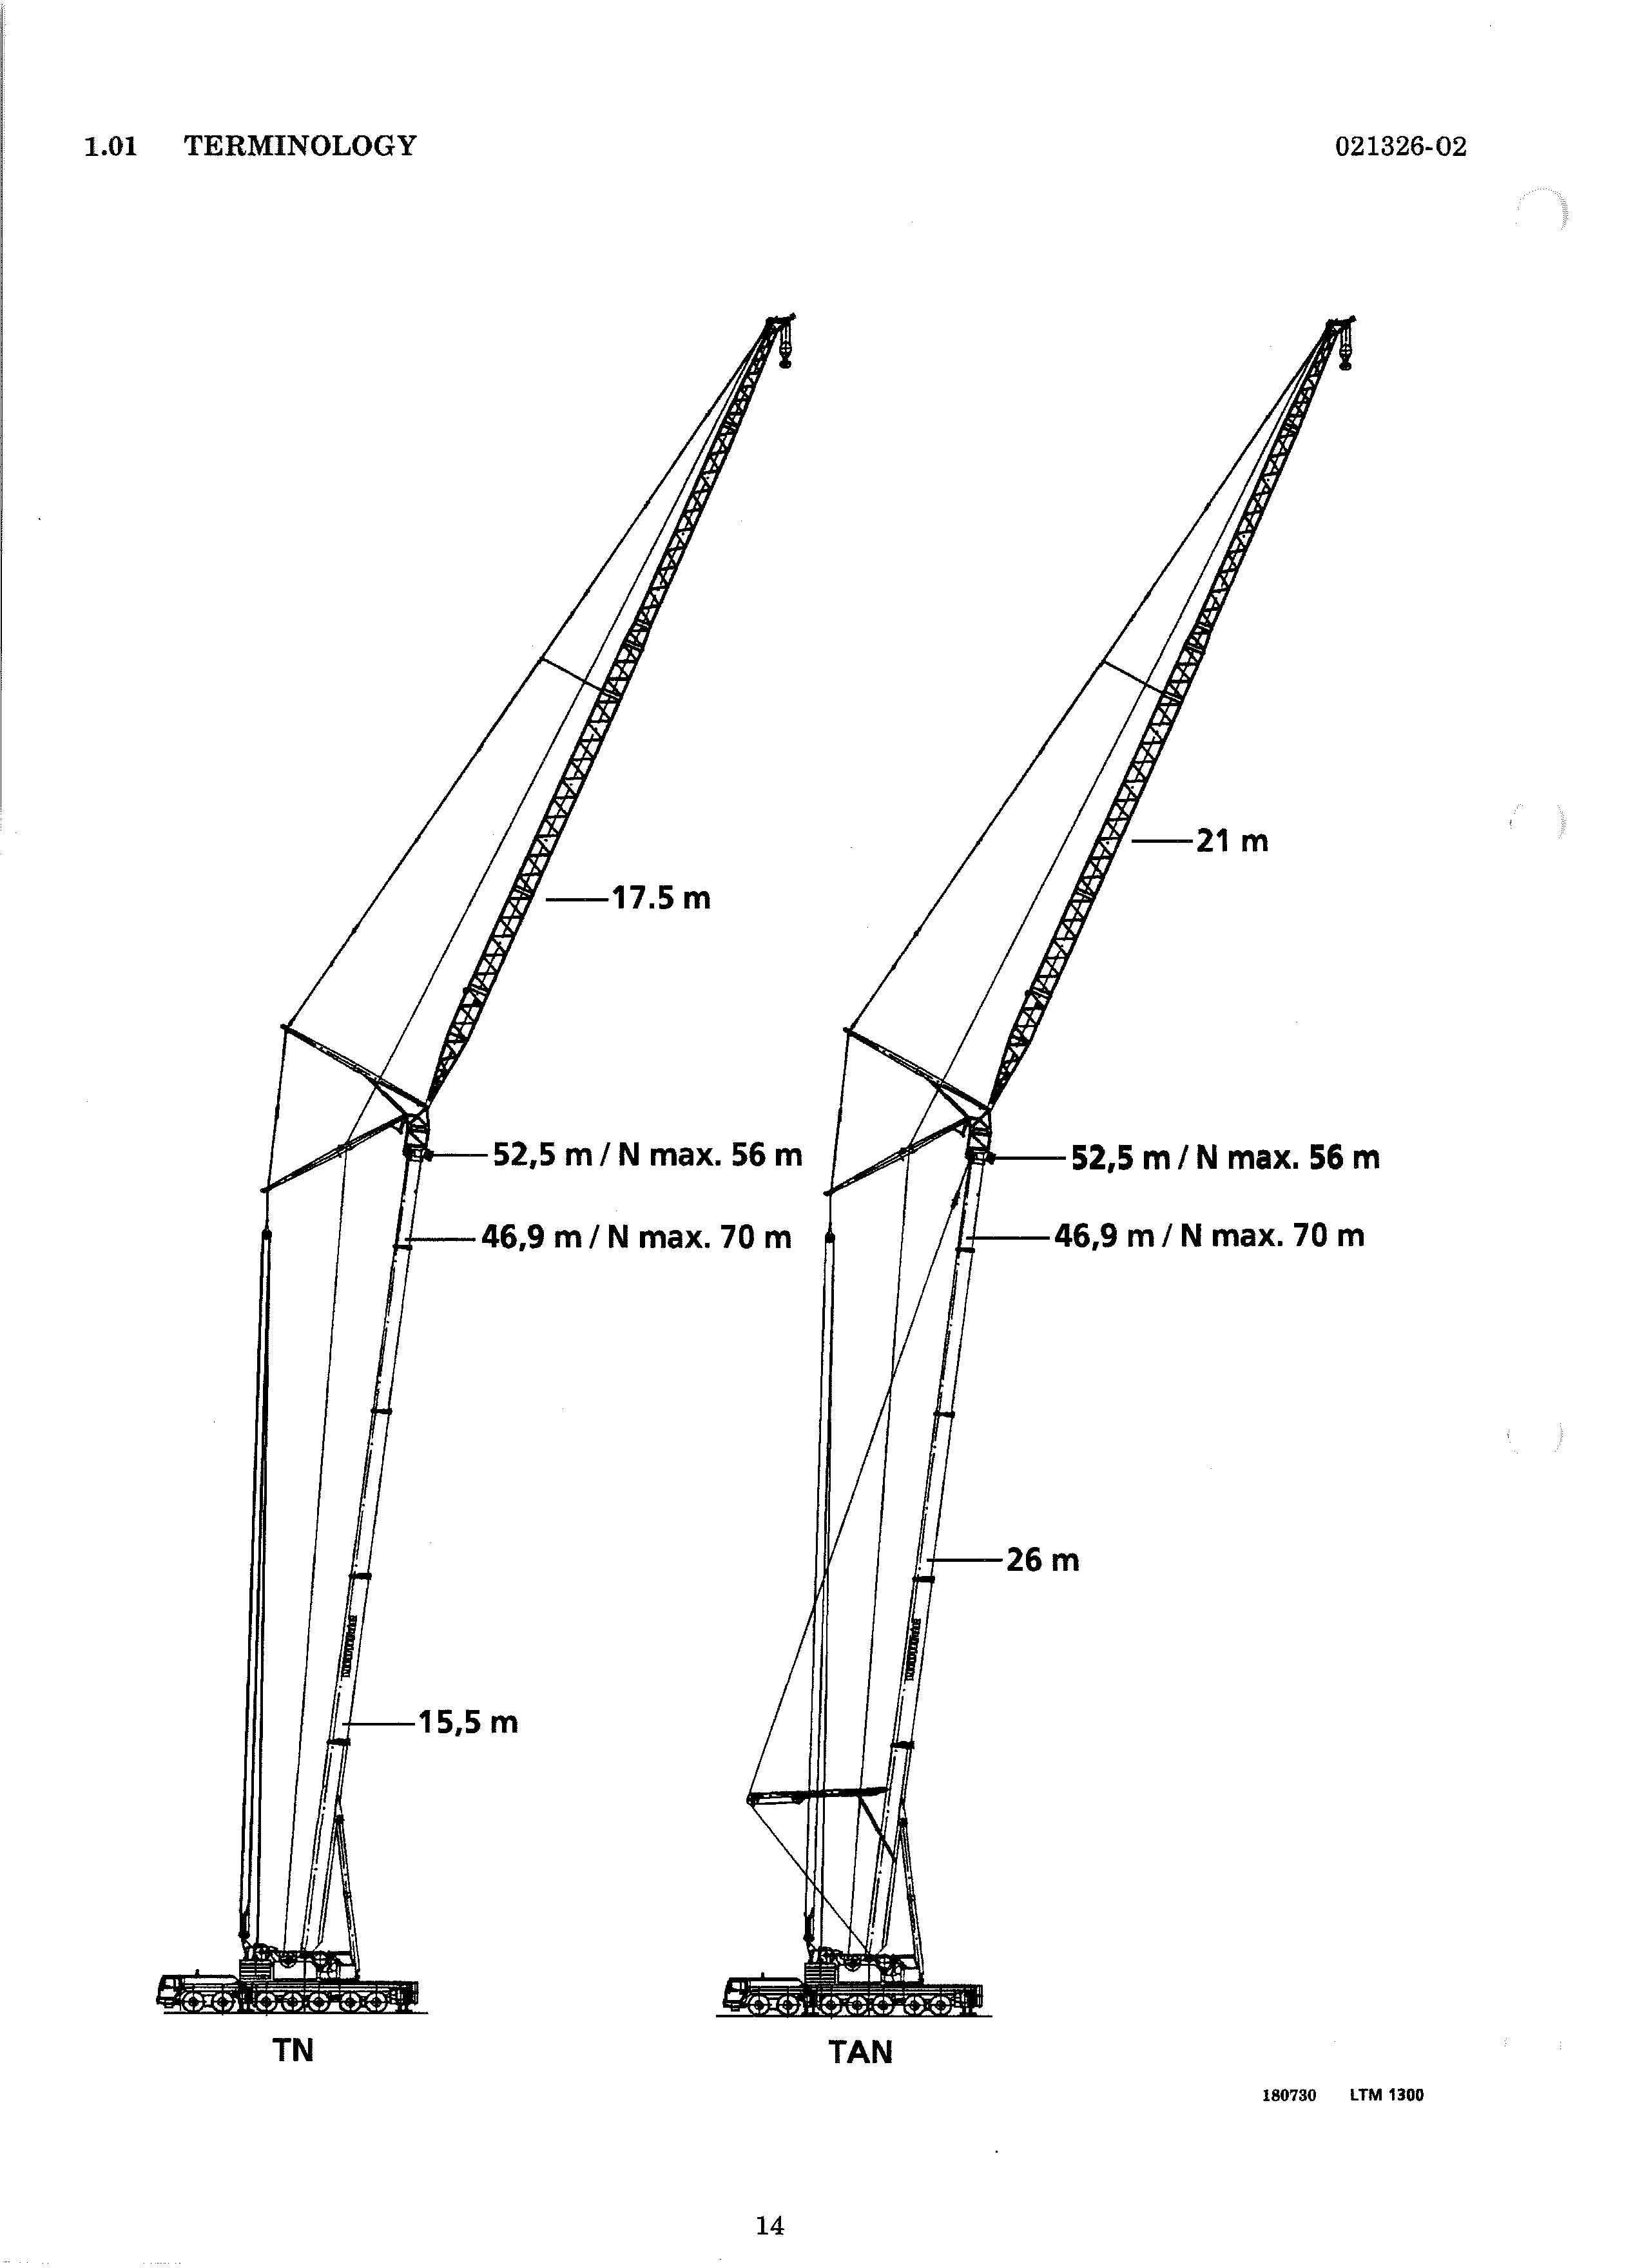 1.01 TERMINOLOGY 021326-02
21 m
17.5 m
52,5 m / N max. 56 m 52,5 m / N max. 56 m
46,9 m / N max. 70 m 46,9 m / N max. 70 m
26 m
15,5 m
TN TAN
180730 LTM 1300
14